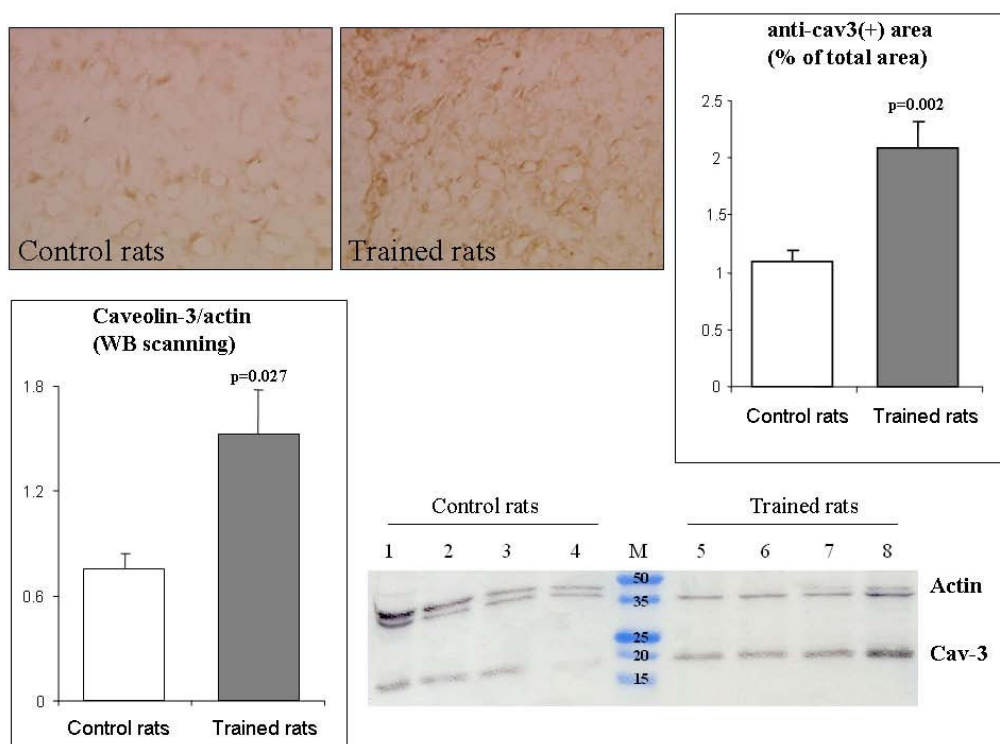 Control rats
Trained rats
anti-cav3(+) area
(% of total area)
2.5
p=0.002
2
1.5
1
0.5
0
Control rats Trained rats
Caveolin-3/actin
(WB scanning)
p=0.027
1.8
1.2
0.6
0
Control rats Trained rats
Control rats Trained rats
1 2 3 4 M 5 6 7 8
50
35
25
20
15
Actin
Cav-3